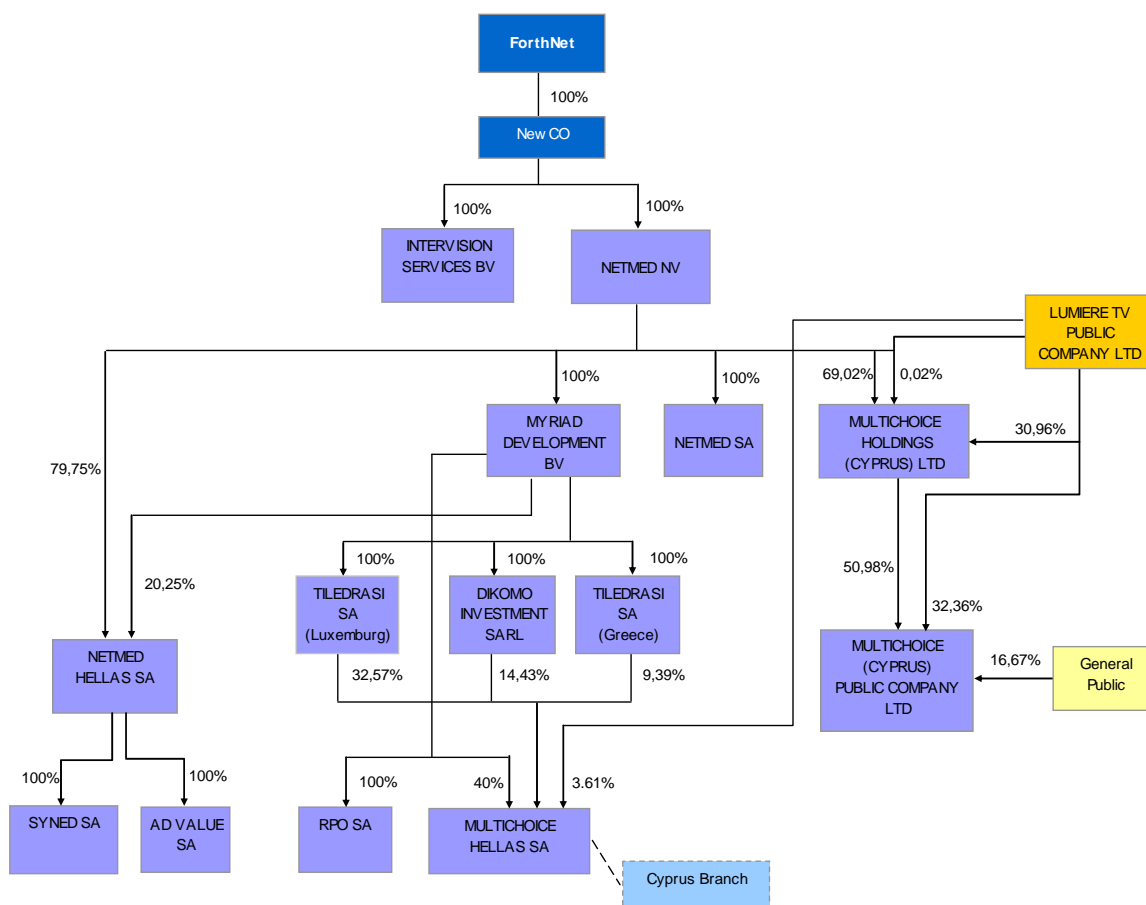 ForthNet
100%
New CO
100%
100%
INTERVISION
SERVICES BV
NETMED NV
LUMIERE TV
PUBLIC
COMPANY LTD
100%
100%
69,02%
0,02%
MYRIAD
DEVELOPMENT
BV
NETMED SA
MULTICHOICE
HOLDINGS
(CYPRUS) LTD
30,96%
79,75%
20,25%
100%
100%
100%
50,98%
32,36%
TILEDRASI
SA
(Luxemburg)
DIKOMO
INVESTMENT
SARL
TILEDRASI
SA
(Greece)
NETMED
HELLAS SA
32,57%
14,43%
9,39%
MULTICHOICE
(CYPRUS)
PUBLIC COMPANY
LTD
16,67%
General
Public
100%
100%
100%
40%
3.61%
SYNED SA
AD VALUE
SA
RPO SA
MULTICHOICE
HELLAS SA
Cyprus Branch